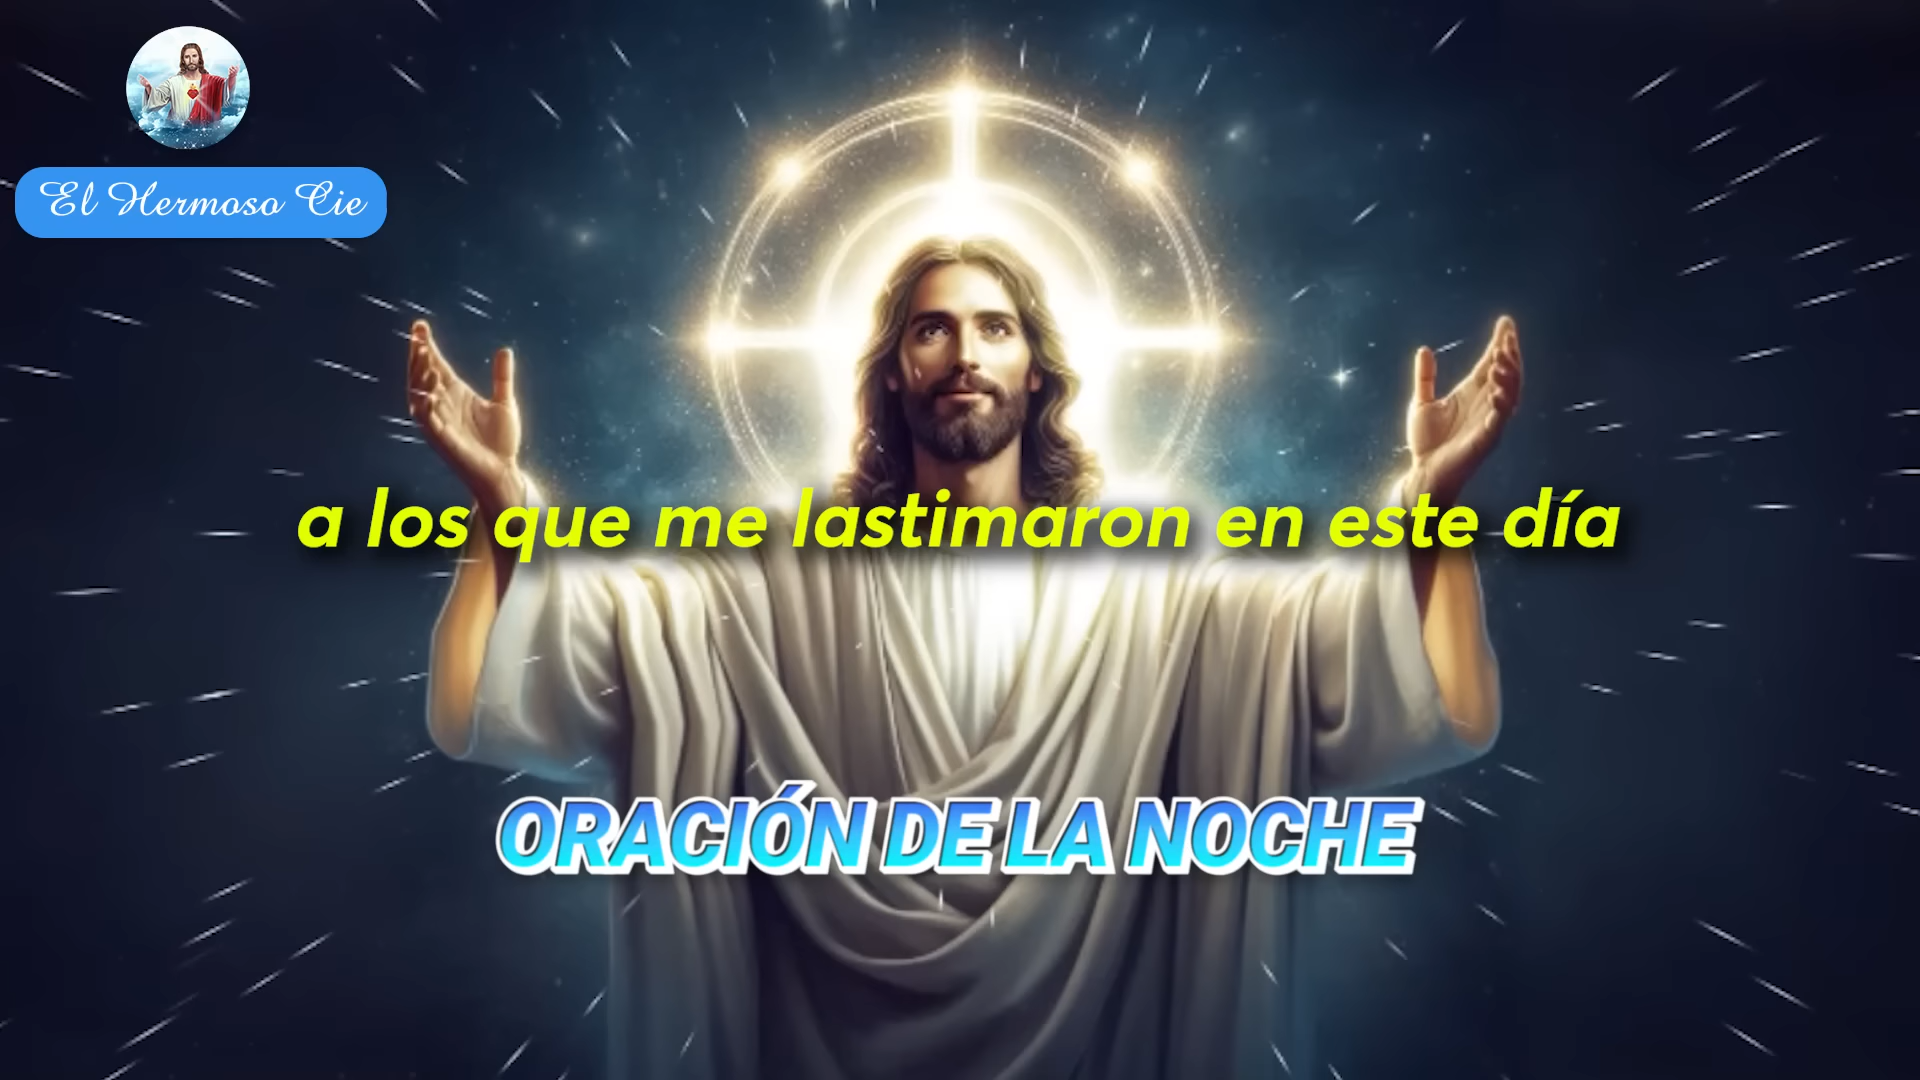 El Hermoso Cie
a los que me lastimaron en este día
ORACIÓN DE LA NOCHE